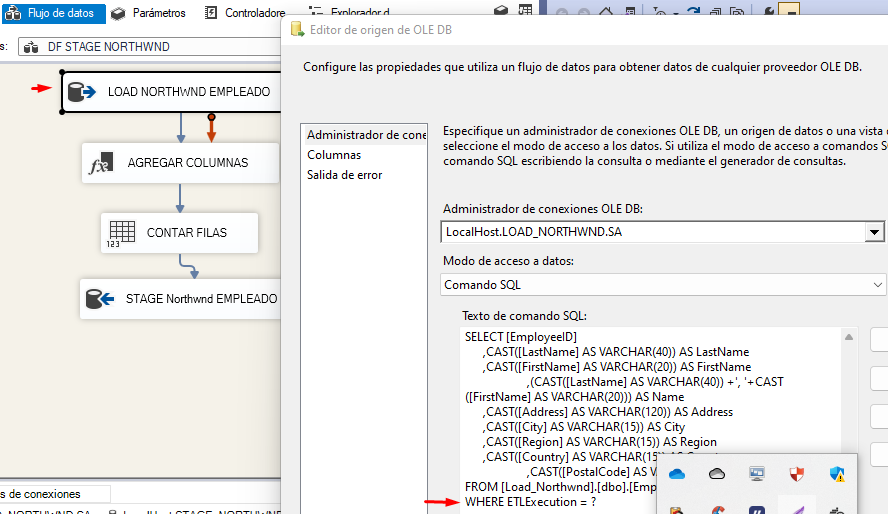 Flujo de datos
Parámetros
Controladore
Explorador d
s:
DF STAGE NORTHWND
LOAD NORTHWND EMPLEADO
AGREGAR COLUMNAS
CONTAR FILAS
123
STAGE Northwnd EMPLEADO
s de conexiones
Editor de origen de OLE DB
Configure las propiedades que utiliza un flujo de datos para obtener datos de cualquier proveedor OLE DB.
Administrador de cone
Columnas
Salida de error
Especifique un administrador de conexiones OLE DB, un origen de datos o una vista
seleccione el modo de acceso a los datos. Si utiliza el modo de acceso a comandos S
comando SQL escribiendo la consulta o mediante el generador de consultas.
Administrador de conexiones OLE DB:
LocalHost.LOAD_NORTHWND.SA
Modo de acceso a datos:
Comando SQL
Texto de comando SQL:
SELECT [EmployeeID]
,CAST([LastName] AS VARCHAR(40)) AS LastName
,CAST([FirstName] AS VARCHAR(20)) AS FirstName
,(CAST([LastName] AS VARCHAR(40)) +', '+CAST
([FirstName] AS VARCHAR(20))) AS Name
,CAST([Address] AS VARCHAR(120)) AS Address
,CAST([City] AS VARCHAR(15)) AS City
,CAST([Region] AS VARCHAR(15)) AS Region
,CAST([Country] AS VARCHAR(15)) AS
,CAST([PostalCode] AS VA
FROM [Load_Northwnd].[dbo].[Emp
WHERE ETLExecution = ?